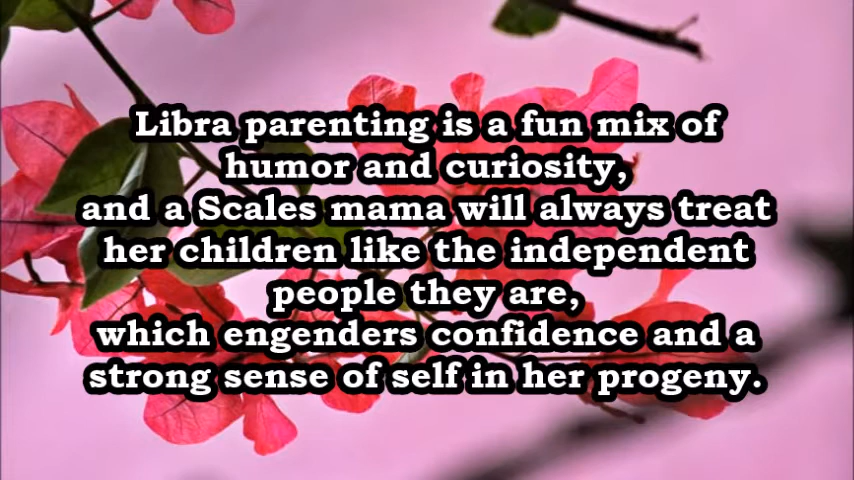 Libra parenting is a fun mix of
humor and curiosity,
and a Scales mama will always treat
her children like the independent
people they are,
which engenders confidence and a
strong sense of self in her progeny.